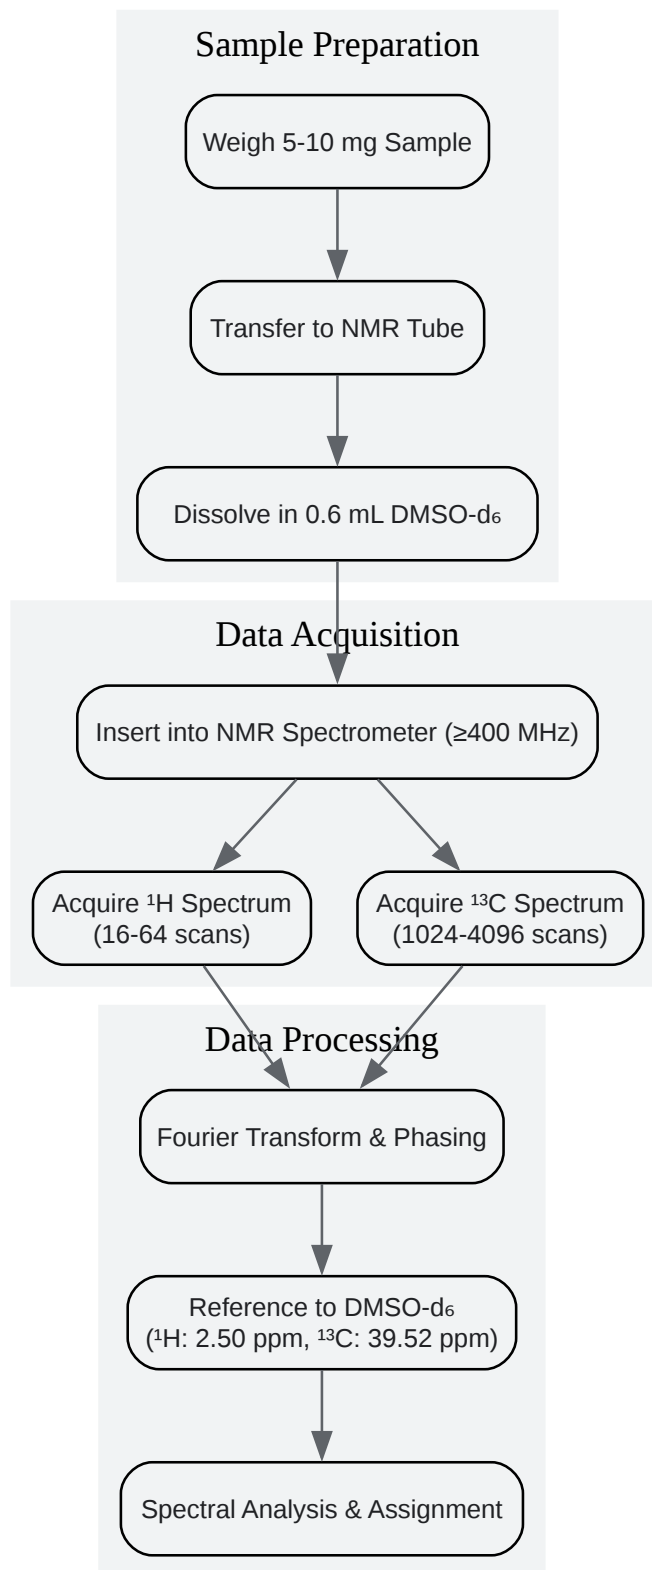 Sample Preparation
Weigh 5-10 mg Sample
Transfer to NMR Tube
Dissolve in 0.6 mL DMSO-d₆
Data Acquisition
Insert into NMR Spectrometer (≥400 MHz)
Acquire ¹H Spectrum
(16-64 scans)
Acquire ¹³C Spectrum
(1024-4096 scans)
Data Processing
Fourier Transform & Phasing
Reference to DMSO-d₆
(¹H: 2.50 ppm, ¹³C: 39.52 ppm)
Spectral Analysis & Assignment